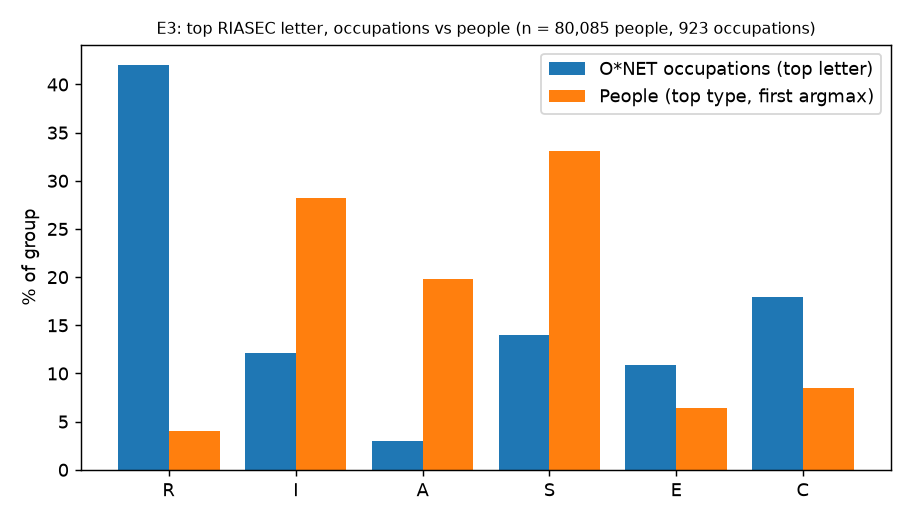 E3: top RIASEC letter, occupations vs people (n = 80,085 people, 923 occupations)
O*NET occupations (top letter)
People (top type, first argmax)
% of group
40
35
30
25
20
15
10
5
0
R I A S E C